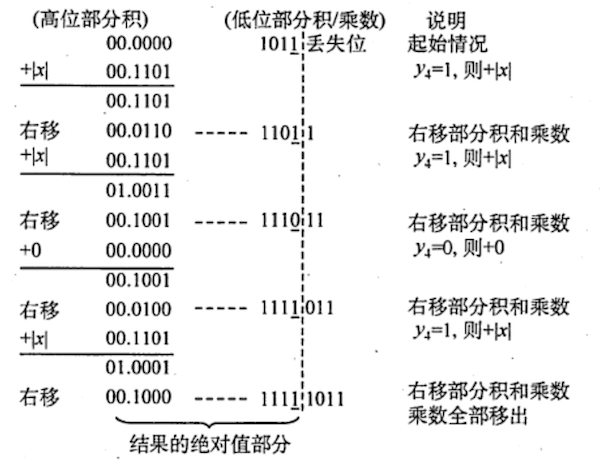 (高位部分积) (低位部分积/乘数) 说明
00.0000 1011 丢失位 起始情况
+|x| 00.1101 y₄=1, 则+|x|
00.1101
右移 00.0110 ----- 1101 1 右移部分积和乘数
+|x| 00.1101 y₄=1, 则+|x|
01.0011
右移 00.1001 ----- 1110 11 右移部分积和乘数
+0 00.0000 y₄=0, 则+0
00.1001
右移 00.0100 ----- 1111 011 右移部分积和乘数
+|x| 00.1101 y₄=1, 则+|x|
01.0001
右移 00.1000 ----- 1111 1011 右移部分积和乘数
乘数全部移出
结果的绝对值部分